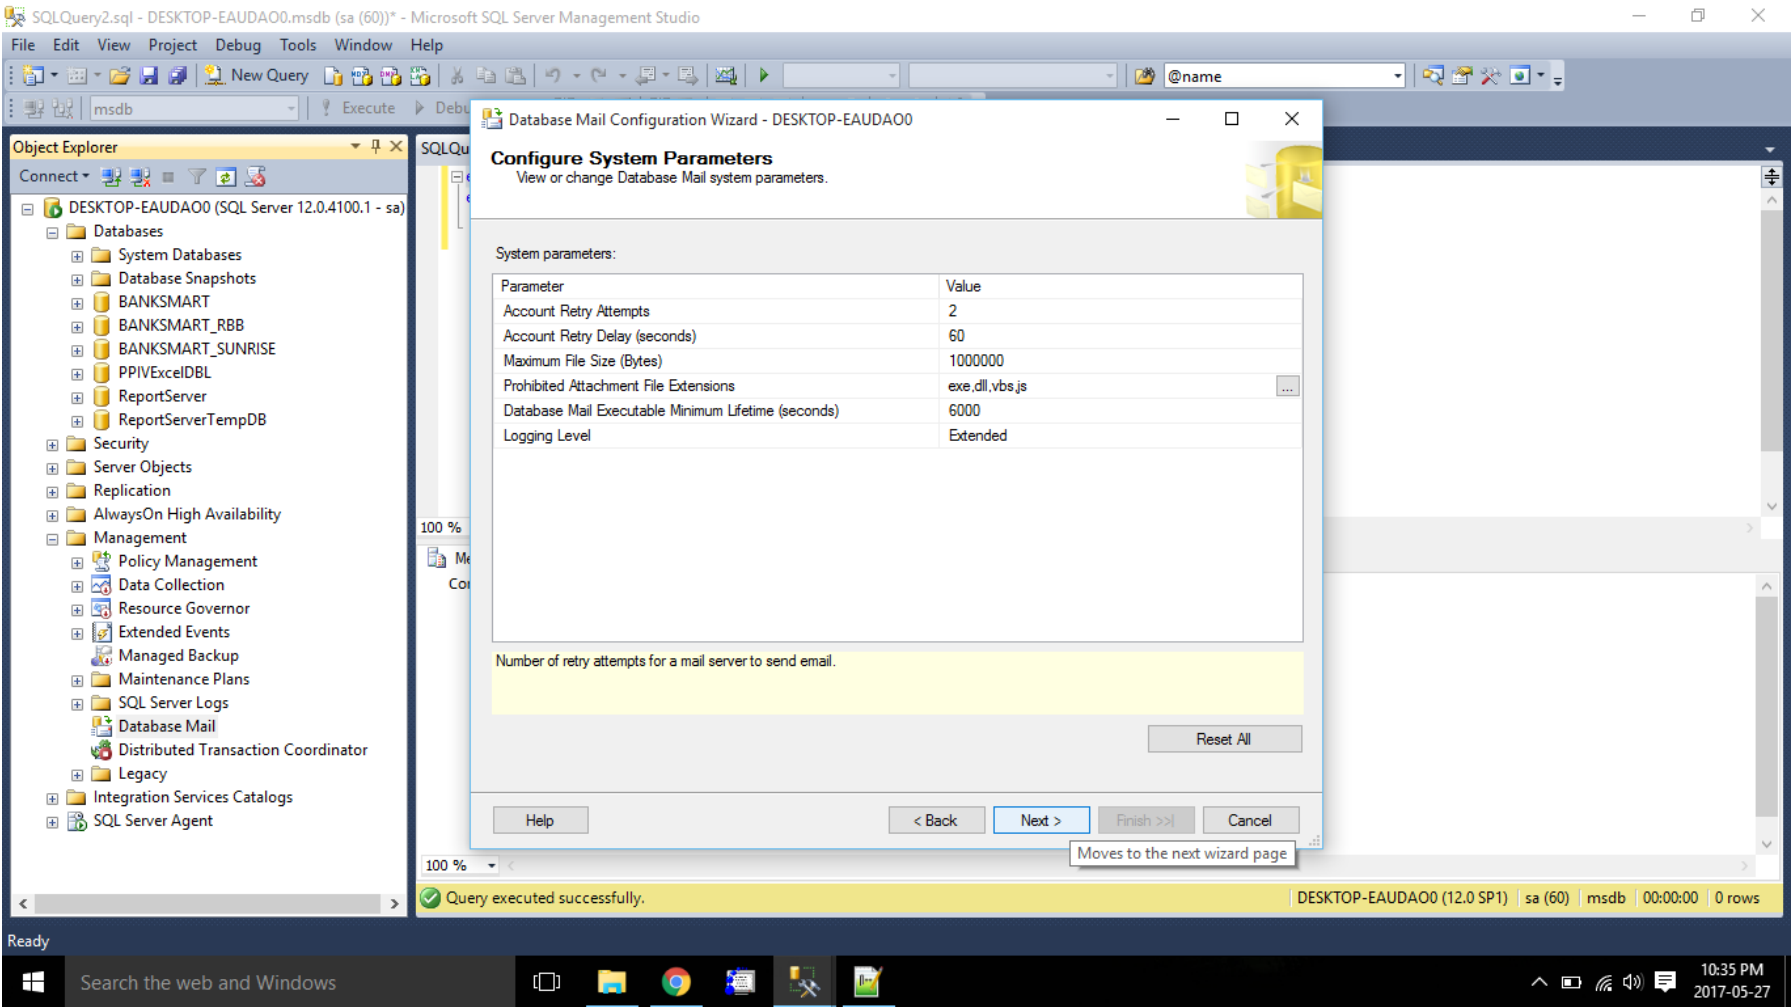 SQLQuery2.sql - DESKTOP-EAUDAO0.msdb (sa (60))* - Microsoft SQL Server Management Studio
File Edit View Project Debug Tools Window Help
New Query
@name
msdb
Execute
Debu
Object Explorer
Connect
DESKTOP-EAUDAO0 (SQL Server 12.0.4100.1 - sa)
Databases
System Databases
Database Snapshots
BANKSMART
BANKSMART_RBB
BANKSMART_SUNRISE
PPIVExcelDBL
ReportServer
ReportServerTempDB
Security
Server Objects
Replication
AlwaysOn High Availability
Management
Policy Management
Data Collection
Resource Governor
Extended Events
Managed Backup
Maintenance Plans
SQL Server Logs
Database Mail
Distributed Transaction Coordinator
Legacy
Integration Services Catalogs
SQL Server Agent
SQLQu
100 %
Me
Co
Database Mail Configuration Wizard - DESKTOP-EAUDAO0
Configure System Parameters
View or change Database Mail system parameters.
System parameters:
Parameter Value
Account Retry Attempts 2
Account Retry Delay (seconds) 60
Maximum File Size (Bytes) 1000000
Prohibited Attachment File Extensions exe,dll,vbs,js ...
Database Mail Executable Minimum Lifetime (seconds) 6000
Logging Level Extended
Number of retry attempts for a mail server to send email.
Reset All
Help < Back Next > Finish >>| Cancel
Moves to the next wizard page
100 %
Query executed successfully.
DESKTOP-EAUDAO0 (12.0 SP1) sa (60) msdb 00:00:00 0 rows
Ready
Search the web and Windows
10:35 PM
2017-05-27